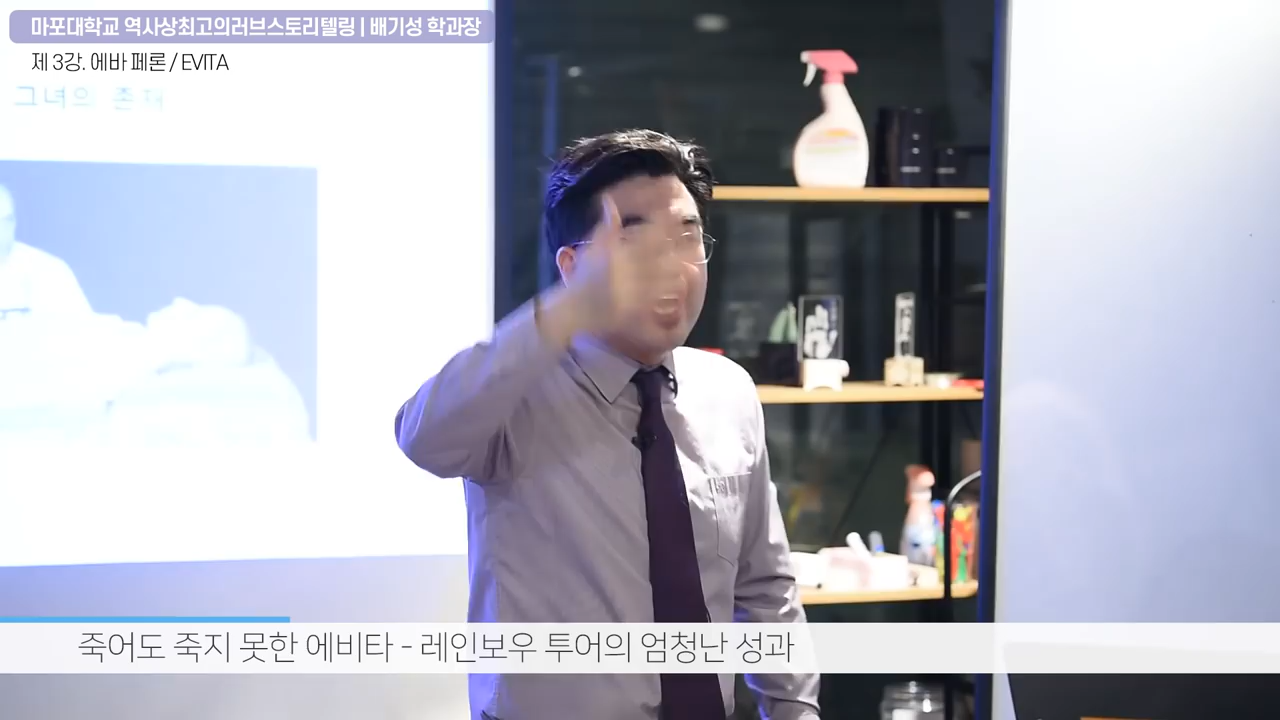 마포대학교 역사상최고의러브스토리텔링 | 배기성 학과장
제 3강. 에바 페론 / EVITA
그녀의 존재
죽어도 죽지 못한 에비타 - 레인보우 투어의 엄청난 성과